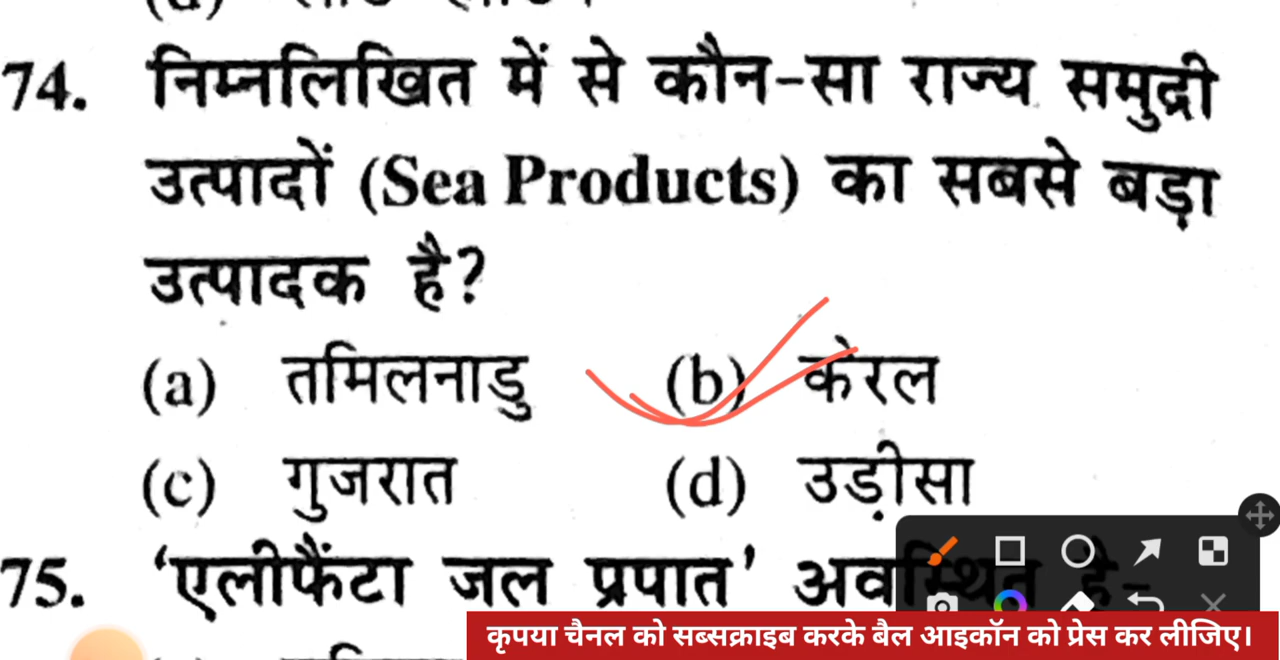 74. निम्नलिखित में से कौन-सा राज्य समुद्री
उत्पादों (Sea Products) का सबसे बड़ा
उत्पादक है?
(a) तमिलनाडु (b) केरल
(c) गुजरात (d) उड़ीसा
75. ‘एलीफैंटा जल प्रपात’ अवस्थित है–
कृपया चैनल को सब्सक्राइब करके बैल आइकॉन को प्रेस कर लीजिए।